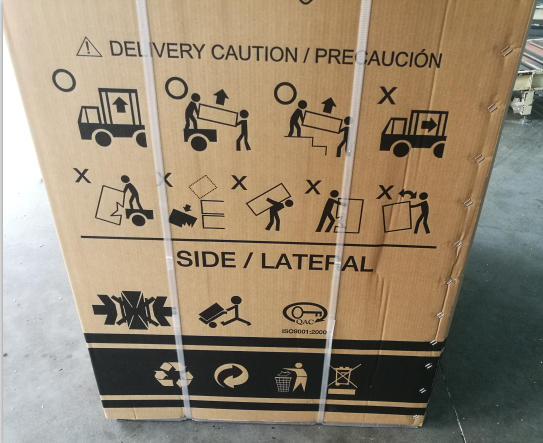 DELIVERY CAUTION / PRECAUCIÓN
SIDE / LATERAL
QAC
ISO9001:2000